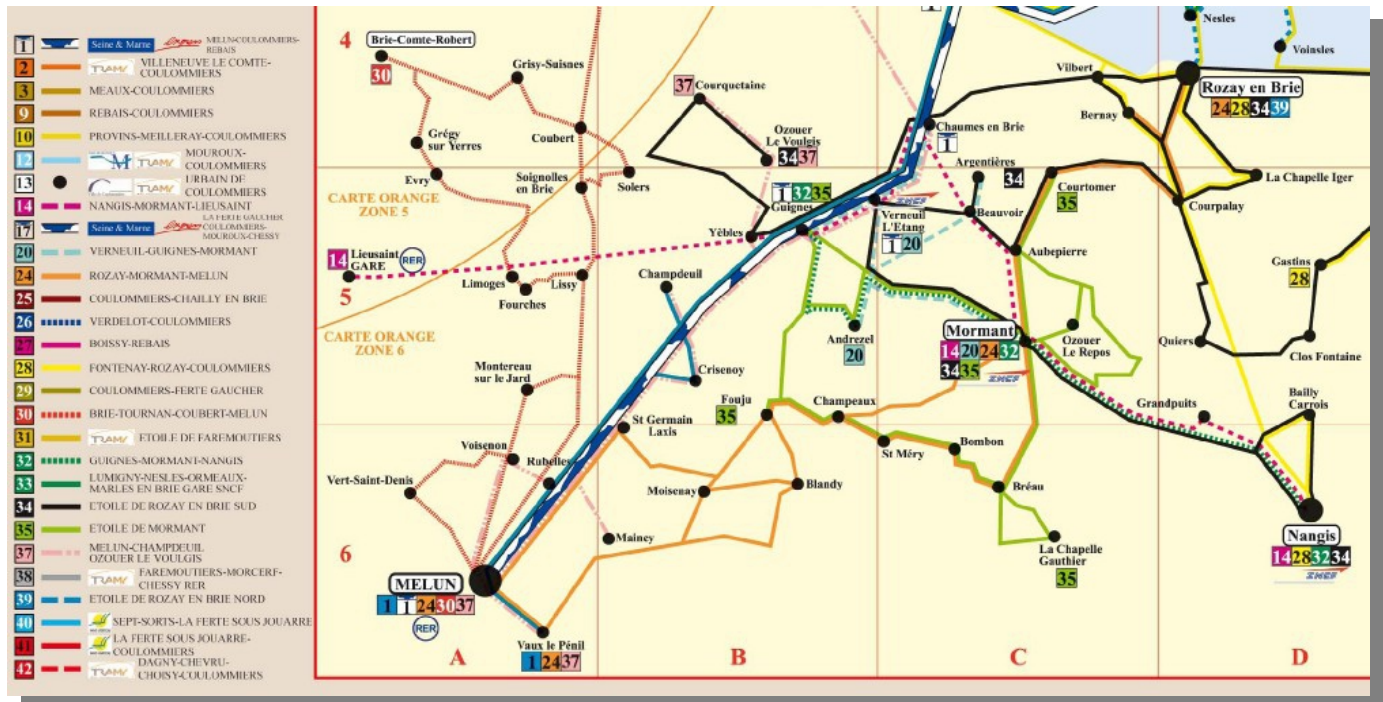 1 Seine & Marne Express MELUN-COULOMMIERS-
REBAIS
2 TRAMY VILLENEUVE LE COMTE-
COULOMMIERS
3 MEAUX-COULOMMIERS
9 REBAIS-COULOMMIERS
10 PROVINS-MEILLERAY-COULOMMIERS
12 M TRAMY MOUROUX-
COULOMMIERS
13 TRAMY URBAIN DE
COULOMMIERS
14 NANGIS-MORMANT-LIEUSAINT
17 Seine & Marne Express LA FERTE GAUCHER
COULOMMIERS-
MOUROUX-CHESSY
20 VERNEUIL-GUIGNES-MORMANT
24 ROZAY-MORMANT-MELUN
25 COULOMMIERS-CHAILLY EN BRIE
26 VERDELOT-COULOMMIERS
27 BOISSY-REBAIS
28 FONTENAY-ROZAY-COULOMMIERS
29 COULOMMIERS-FERTE GAUCHER
30 BRIE-TOURNAN-COUBERT-MELUN
31 TRAMY ETOILE DE FAREMOUTIERS
32 GUIGNES-MORMANT-NANGIS
33 LUMIGNY-NESLES-ORMEAUX-
MARLES EN BRIE GARE SNCF
34 ETOILE DE ROZAY EN BRIE SUD
35 ETOILE DE MORMANT
37 MELUN-CHAMPDEUIL
OZOUER LE VOULGIS
38 TRAMY FAREMOUTIERS-MORCERF-
CHESSY RER
39 ETOILE DE ROZAY EN BRIE NORD
40 SEPT-SORTS-LA FERTE SOUS JOUARRE
41 LA FERTE SOUS JOUARRE-
COULOMMIERS
42 TRAMY DAGNY-CHEVRU-
CHOISY-COULOMMIERS
4
Brie-Comte-Robert
30
Grisy-Suisnes
Grégy
sur Yerres
Evry
Coubert
Soignolles
en Brie
Solers
CARTE ORANGE
ZONE 5
37 Courquetaine
Ozouer
Le Voulgis
34 37
1
Chaumes en Brie
1
Argentières
34
Vilbert
Bernay
Nesles
Voinsles
Rozay en Brie
24 28 34 39
La Chapelle Iger
Courpalay
Courtomer
35
1 32 35
Guignes
Yèbles
SNCF
Verneuil
L'Etang
1 20
Beauvoir
Aubepierre
Gastins
28
14 Lieusaint
GARE
RER
5
Limoges
Fourches
Lissy
Champdeuil
CARTE ORANGE
ZONE 6
Andrezel
20
Mormant
14 20 24 32
34 35 SNCF
Ozouer
Le Repos
Quiers
Clos Fontaine
Montereau
sur le Jard
Crisenoy
Fouju
35
Champeaux
Grandpuits
Bailly
Carrois
St Germain
Laxis
Voisenon
Rubelles
Vert-Saint-Denis
Moisenay
Blandy
St Méry
Bombon
Bréau
Nangis
14 28 32 34
SNCF
6
Maincy
La Chapelle
Gauthier
35
MELUN
1 1 24 30 37
RER
Vaux le Pénil
1 24 37
A
B
C
D